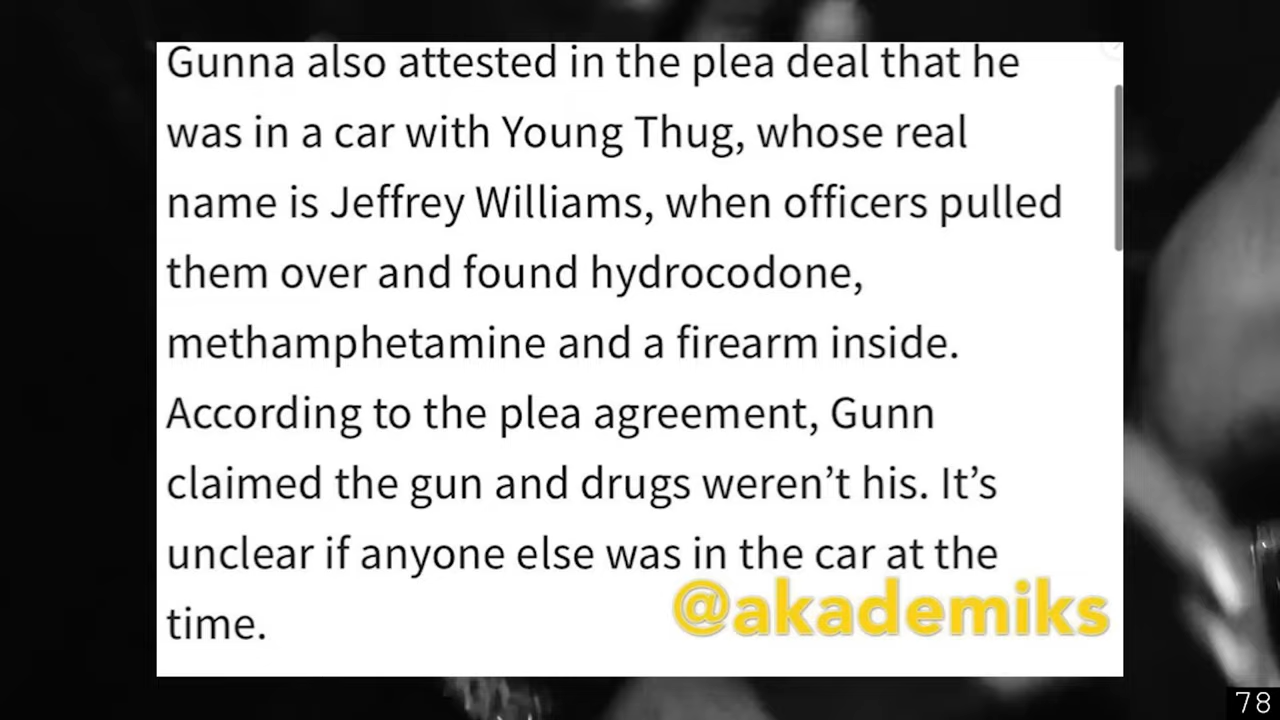 Gunna also attested in the plea deal that he
was in a car with Young Thug, whose real
name is Jeffrey Williams, when officers pulled
them over and found hydrocodone,
methamphetamine and a firearm inside.
According to the plea agreement, Gunn
claimed the gun and drugs weren’t his. It’s
unclear if anyone else was in the car at the
time.
@akademiks
78